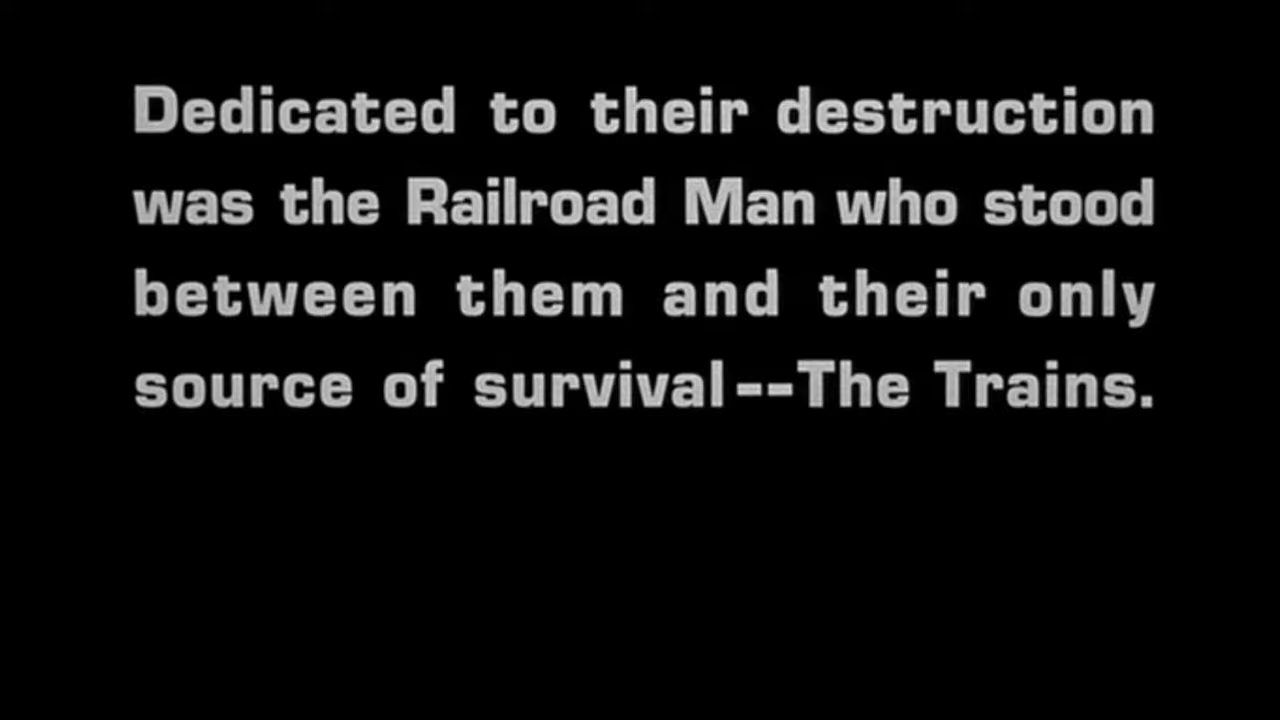 Dedicated to their destruction
was the Railroad Man who stood
between them and their only
source of survival--The Trains.